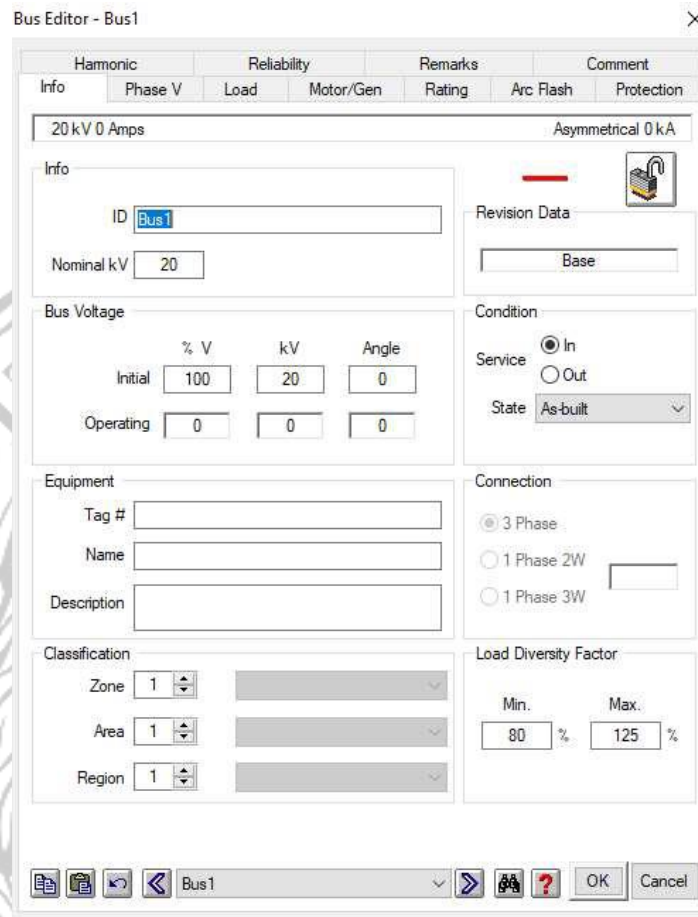 Bus Editor - Bus1
Harmonic Reliability Remarks Comment
Info Phase V Load Motor/Gen Rating Arc Flash Protection
20 kV 0 Amps Asymmetrical 0 kA
Info
ID Bus1
Nominal kV 20
Revision Data
Base
Bus Voltage
% V kV Angle
Initial 100 20 0
Operating 0 0 0
Condition
Service In
Out
State As-built
Equipment
Tag #
Name
Description
Connection
3 Phase
1 Phase 2W
1 Phase 3W
Classification
Zone 1
Area 1
Region 1
Load Diversity Factor
Min. Max.
80 % 125 %
Bus1 ? OK Cancel